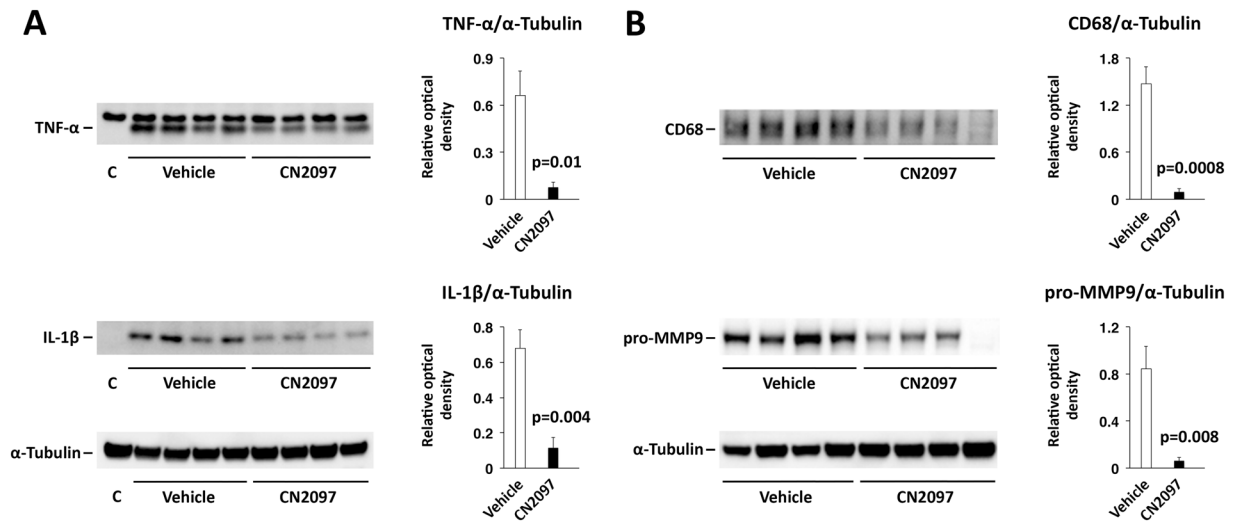 A
TNF-α
C
Vehicle
CN2097
TNF-α/α-Tubulin
Relative optical
density
0.9
0.6
0.3
0
p=0.01
Vehicle
CN2097
IL-1β
C
Vehicle
CN2097
α-Tubulin
C
Vehicle
CN2097
IL-1β/α-Tubulin
Relative optical
density
0.8
0.6
0.4
0.2
0
p=0.004
Vehicle
CN2097
B
CD68
Vehicle
CN2097
CD68/α-Tubulin
Relative optical
density
1.8
1.2
0.6
0
p=0.0008
Vehicle
CN2097
pro-MMP9
Vehicle
CN2097
α-Tubulin
Vehicle
CN2097
pro-MMP9/α-Tubulin
Relative optical
density
1.2
0.8
0.4
0
p=0.008
Vehicle
CN2097